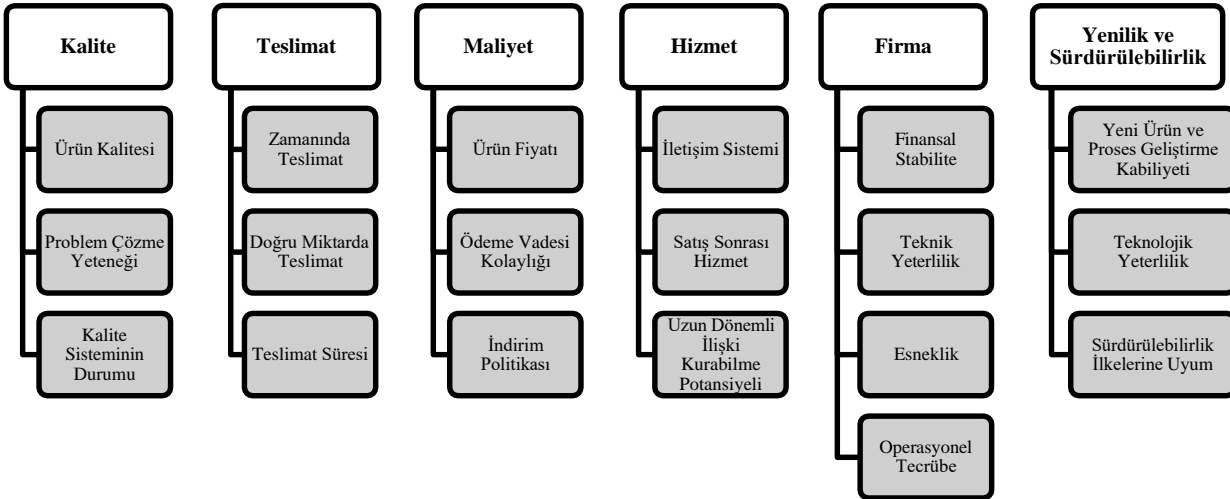 Kalite
Ürün Kalitesi
Problem Çözme
Yeteneği
Kalite
Sisteminin
Durumu
Teslimat
Zamanında
Teslimat
Doğru Miktarda
Teslimat
Teslimat Süresi
Maliyet
Ürün Fiyatı
Ödeme Vadesi
Kolaylığı
İndirim
Politikası
Hizmet
İletişim Sistemi
Satış Sonrası
Hizmet
Uzun Dönemli
İlişki
Kurabilme
Potansiyeli
Firma
Finansal
Stabilite
Teknik
Yeterlilik
Esneklik
Operasyonel
Tecrübe
Yenilik ve
Sürdürülebilirlik
Yeni Ürün ve
Proses Geliştirme
Kabiliyeti
Teknolojik
Yeterlilik
Sürdürülebilirlik
İlkelerine Uyum